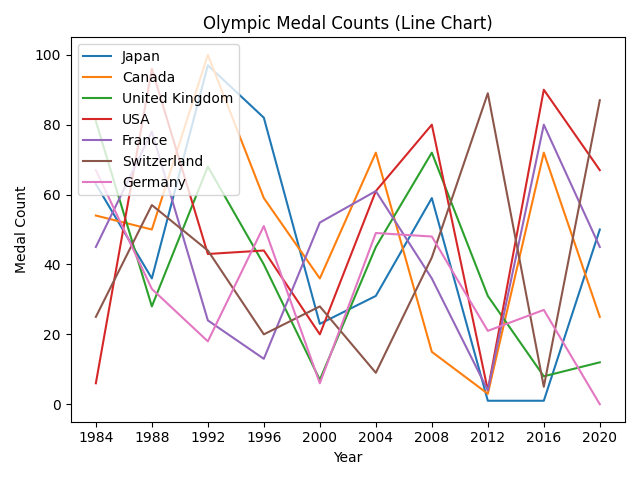 Olympic Medal Counts (Line Chart)
Medal Count
100
80
60
40
20
0
Japan
Canada
United Kingdom
USA
France
Switzerland
Germany
1984 1988 1992 1996 2000 2004 2008 2012 2016 2020
Year